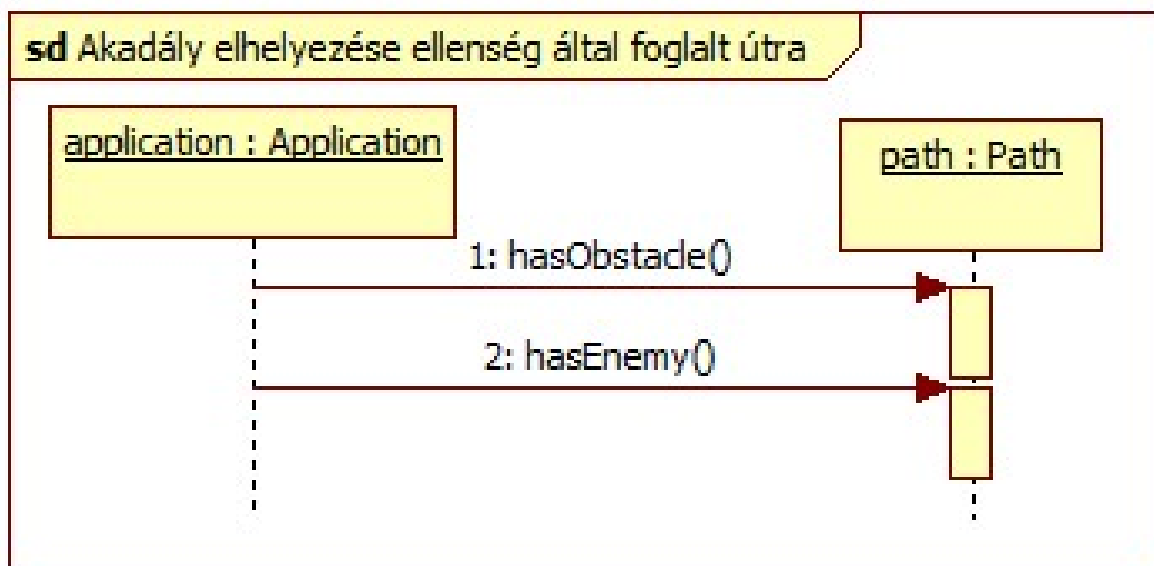 sd Akadály elhelyezése ellenség által foglalt útra
application : Application
path : Path
1: hasObstacle()
2: hasEnemy()